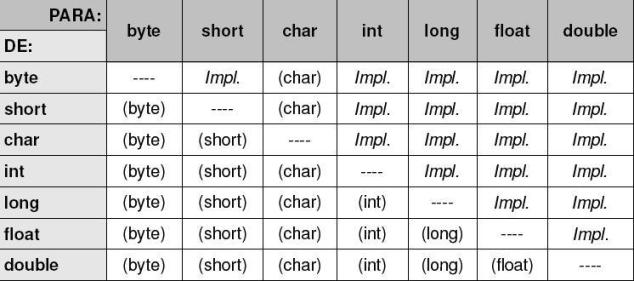 PARA: byte short char int long float double
DE:
byte ---- Impl. (char) Impl. Impl. Impl. Impl.
short (byte) ---- (char) Impl. Impl. Impl. Impl.
char (byte) (short) ---- Impl. Impl. Impl. Impl.
int (byte) (short) (char) ---- Impl. Impl. Impl.
long (byte) (short) (char) (int) ---- Impl. Impl.
float (byte) (short) (char) (int) (long) ---- Impl.
double (byte) (short) (char) (int) (long) (float) ----